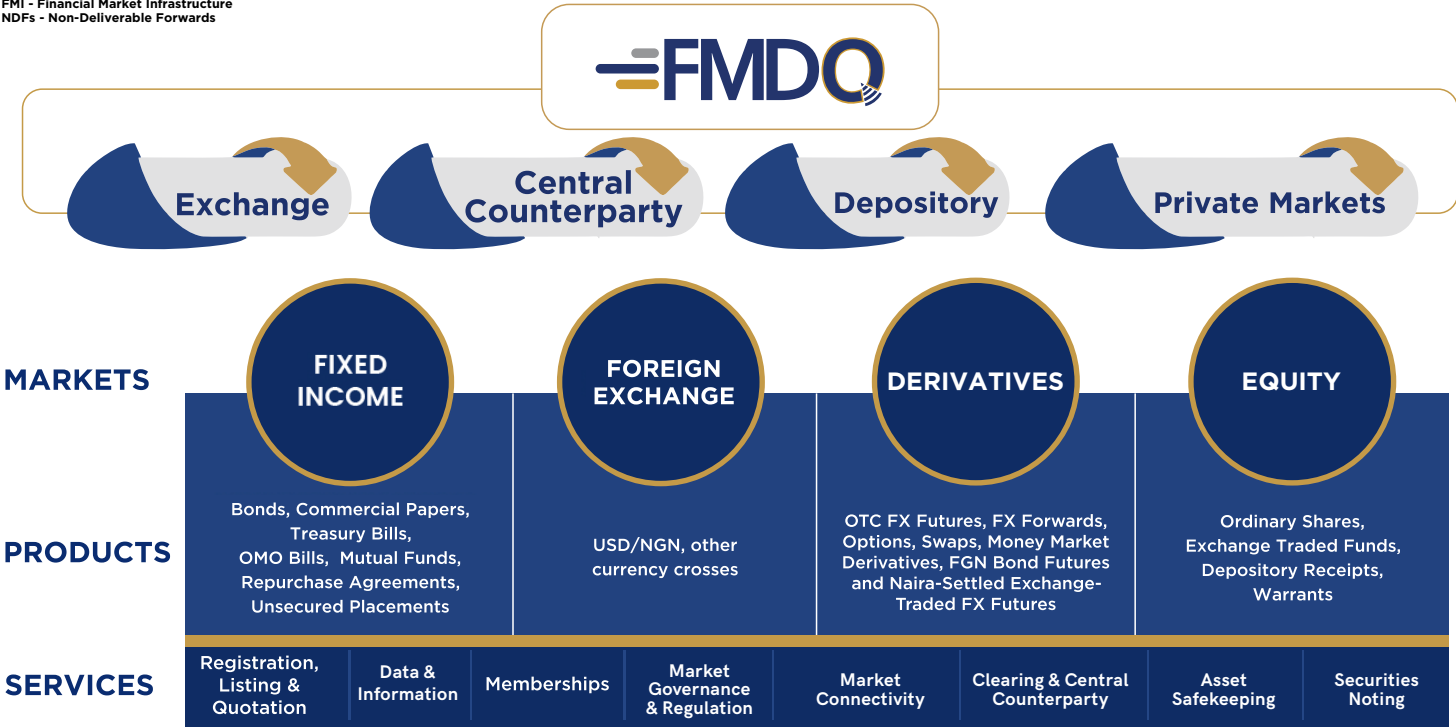 FMI - Financial Market Infrastructure
NDFs - Non-Deliverable Forwards
FMDQ
Exchange
Central
Counterparty
Depository
Private Markets
MARKETS
FIXED
INCOME
FOREIGN
EXCHANGE
DERIVATIVES
EQUITY
PRODUCTS
Bonds, Commercial Papers,
Treasury Bills,
OMO Bills, Mutual Funds,
Repurchase Agreements,
Unsecured Placements
USD/NGN, other
currency crosses
OTC FX Futures, FX Forwards,
Options, Swaps, Money Market
Derivatives, FGN Bond Futures
and Naira-Settled Exchange-
Traded FX Futures
Ordinary Shares,
Exchange Traded Funds,
Depository Receipts,
Warrants
SERVICES
Registration,
Listing &
Quotation
Data &
Information
Memberships
Market
Governance
& Regulation
Market
Connectivity
Clearing & Central
Counterparty
Asset
Safekeeping
Securities
Noting